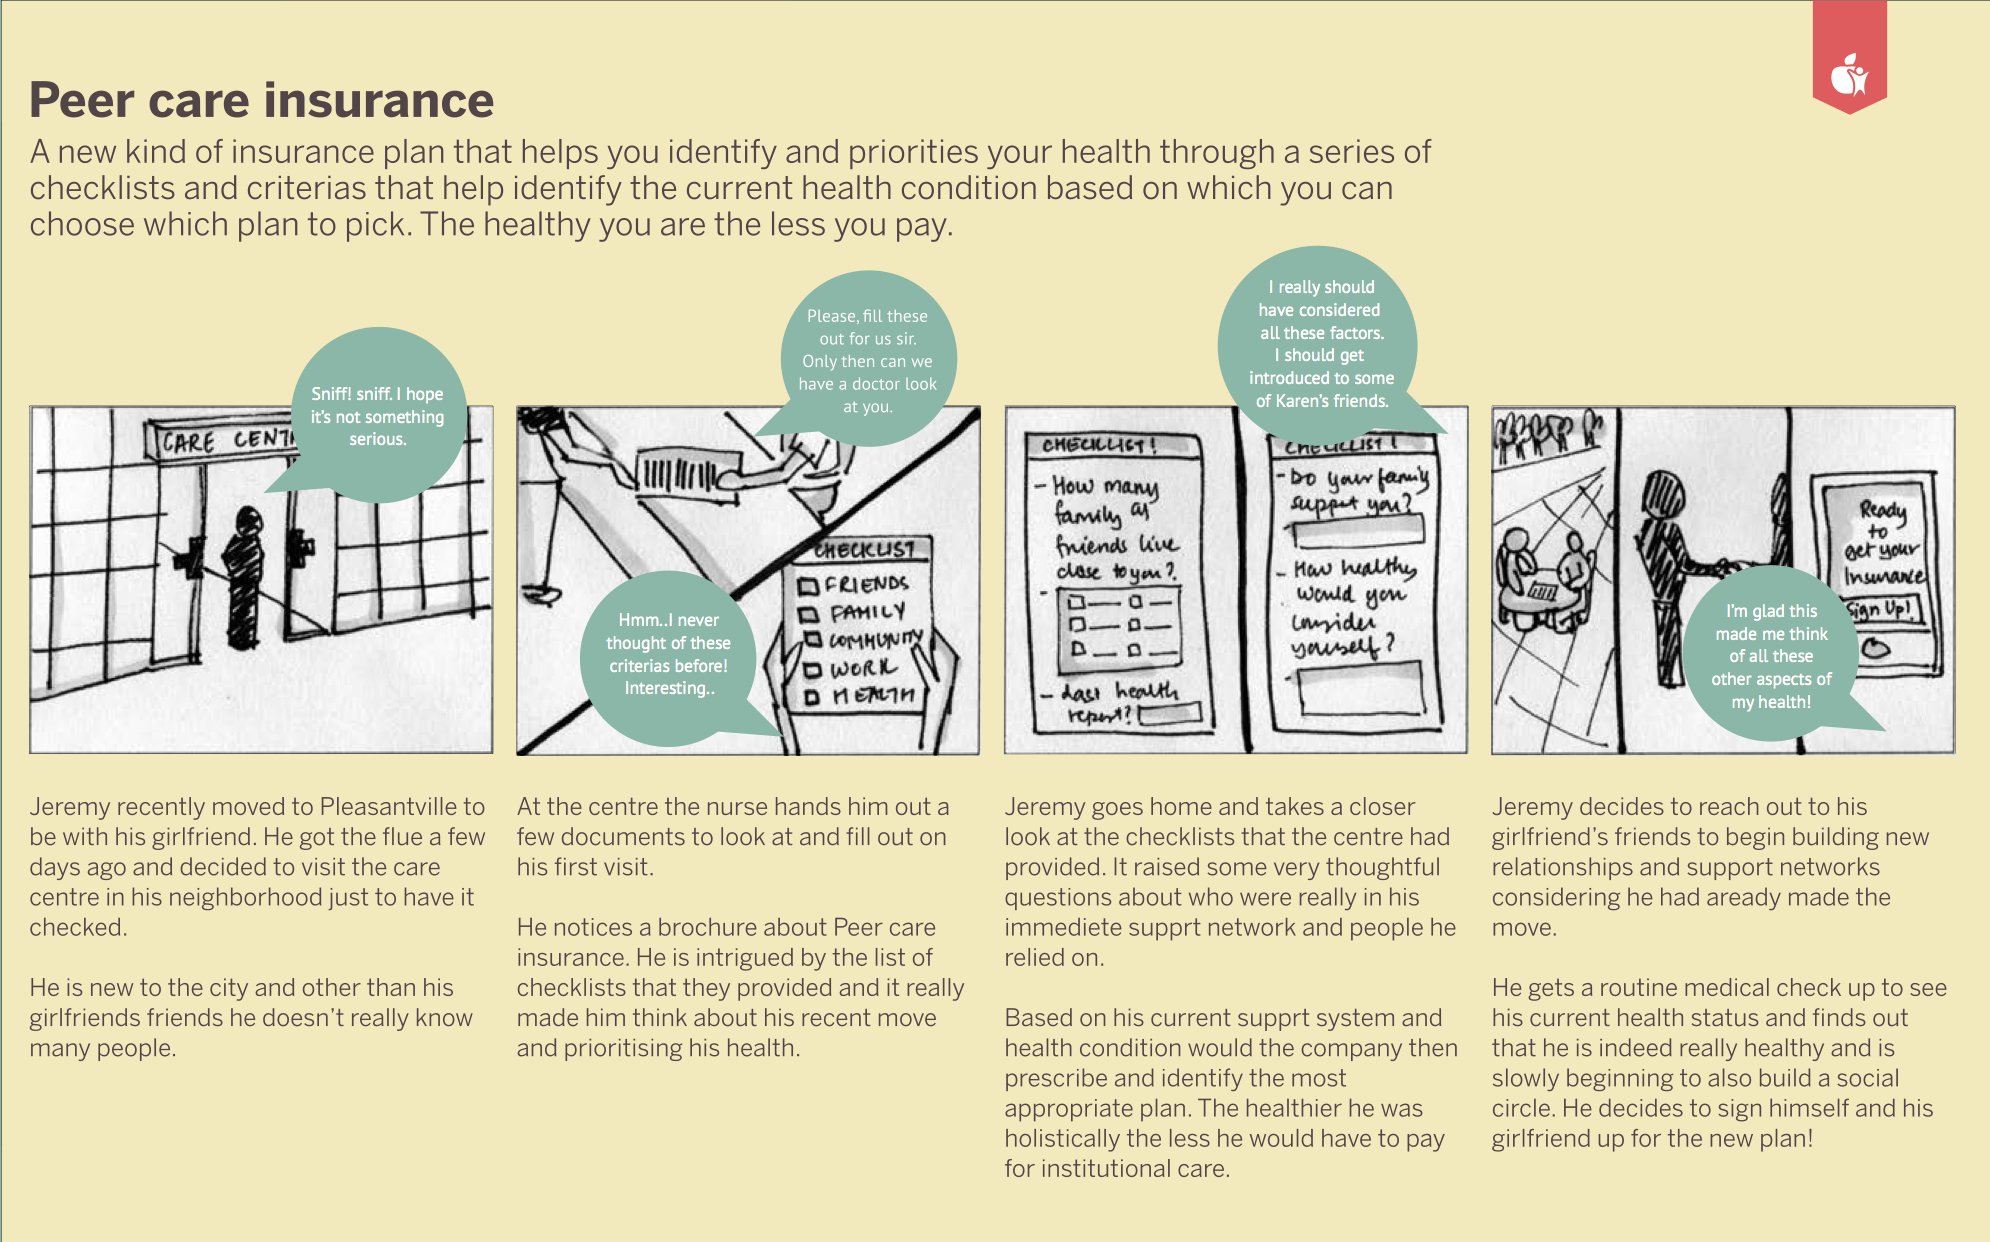 Peer care insurance
A new kind of insurance plan that helps you identify and priorities your health through a series of
checklists and criterias that help identify the current health condition based on which you can
choose which plan to pick. The healthy you are the less you pay.
Sniff! sniff. I hope
it's not something
serious.
CARE CENT
Please, fill these
out for us sir.
Only then can we
have a doctor look
at you.
Hmm..I never
thought of these
criterias before!
Interesting..
CHECKLIST
FRIENDS
FAMILY
COMMUNITY
WORK
HEALTH
I really should
have considered
all these factors.
I should get
introduced to some
of Karen's friends.
CHECKLIST!
- How many
family or
friends live
close to you?
- Last health
report?
CHECKLIST!
- Do your family
support you?
- How healthy
would you
consider
yourself?
Ready
to
get your
Insurance
Sign Up!
I'm glad this
made me think
of all these
other aspects of
my health!
Jeremy recently moved to Pleasantville to
be with his girlfriend. He got the flue a few
days ago and decided to visit the care
centre in his neighborhood just to have it
checked.
He is new to the city and other than his
girlfriends friends he doesn't really know
many people.
At the centre the nurse hands him out a
few documents to look at and fill out on
his first visit.
He notices a brochure about Peer care
insurance. He is intrigued by the list of
checklists that they provided and it really
made him think about his recent move
and prioritising his health.
Jeremy goes home and takes a closer
look at the checklists that the centre had
provided. It raised some very thoughtful
questions about who were really in his
immediete supprt network and people he
relied on.
Based on his current supprt system and
health condition would the company then
prescribe and identify the most
appropriate plan. The healthier he was
holistically the less he would have to pay
for institutional care.
Jeremy decides to reach out to his
girlfriend's friends to begin building new
relationships and support networks
considering he had aready made the
move.
He gets a routine medical check up to see
his current health status and finds out
that he is indeed really healthy and is
slowly beginning to also build a social
circle. He decides to sign himself and his
girlfriend up for the new plan!